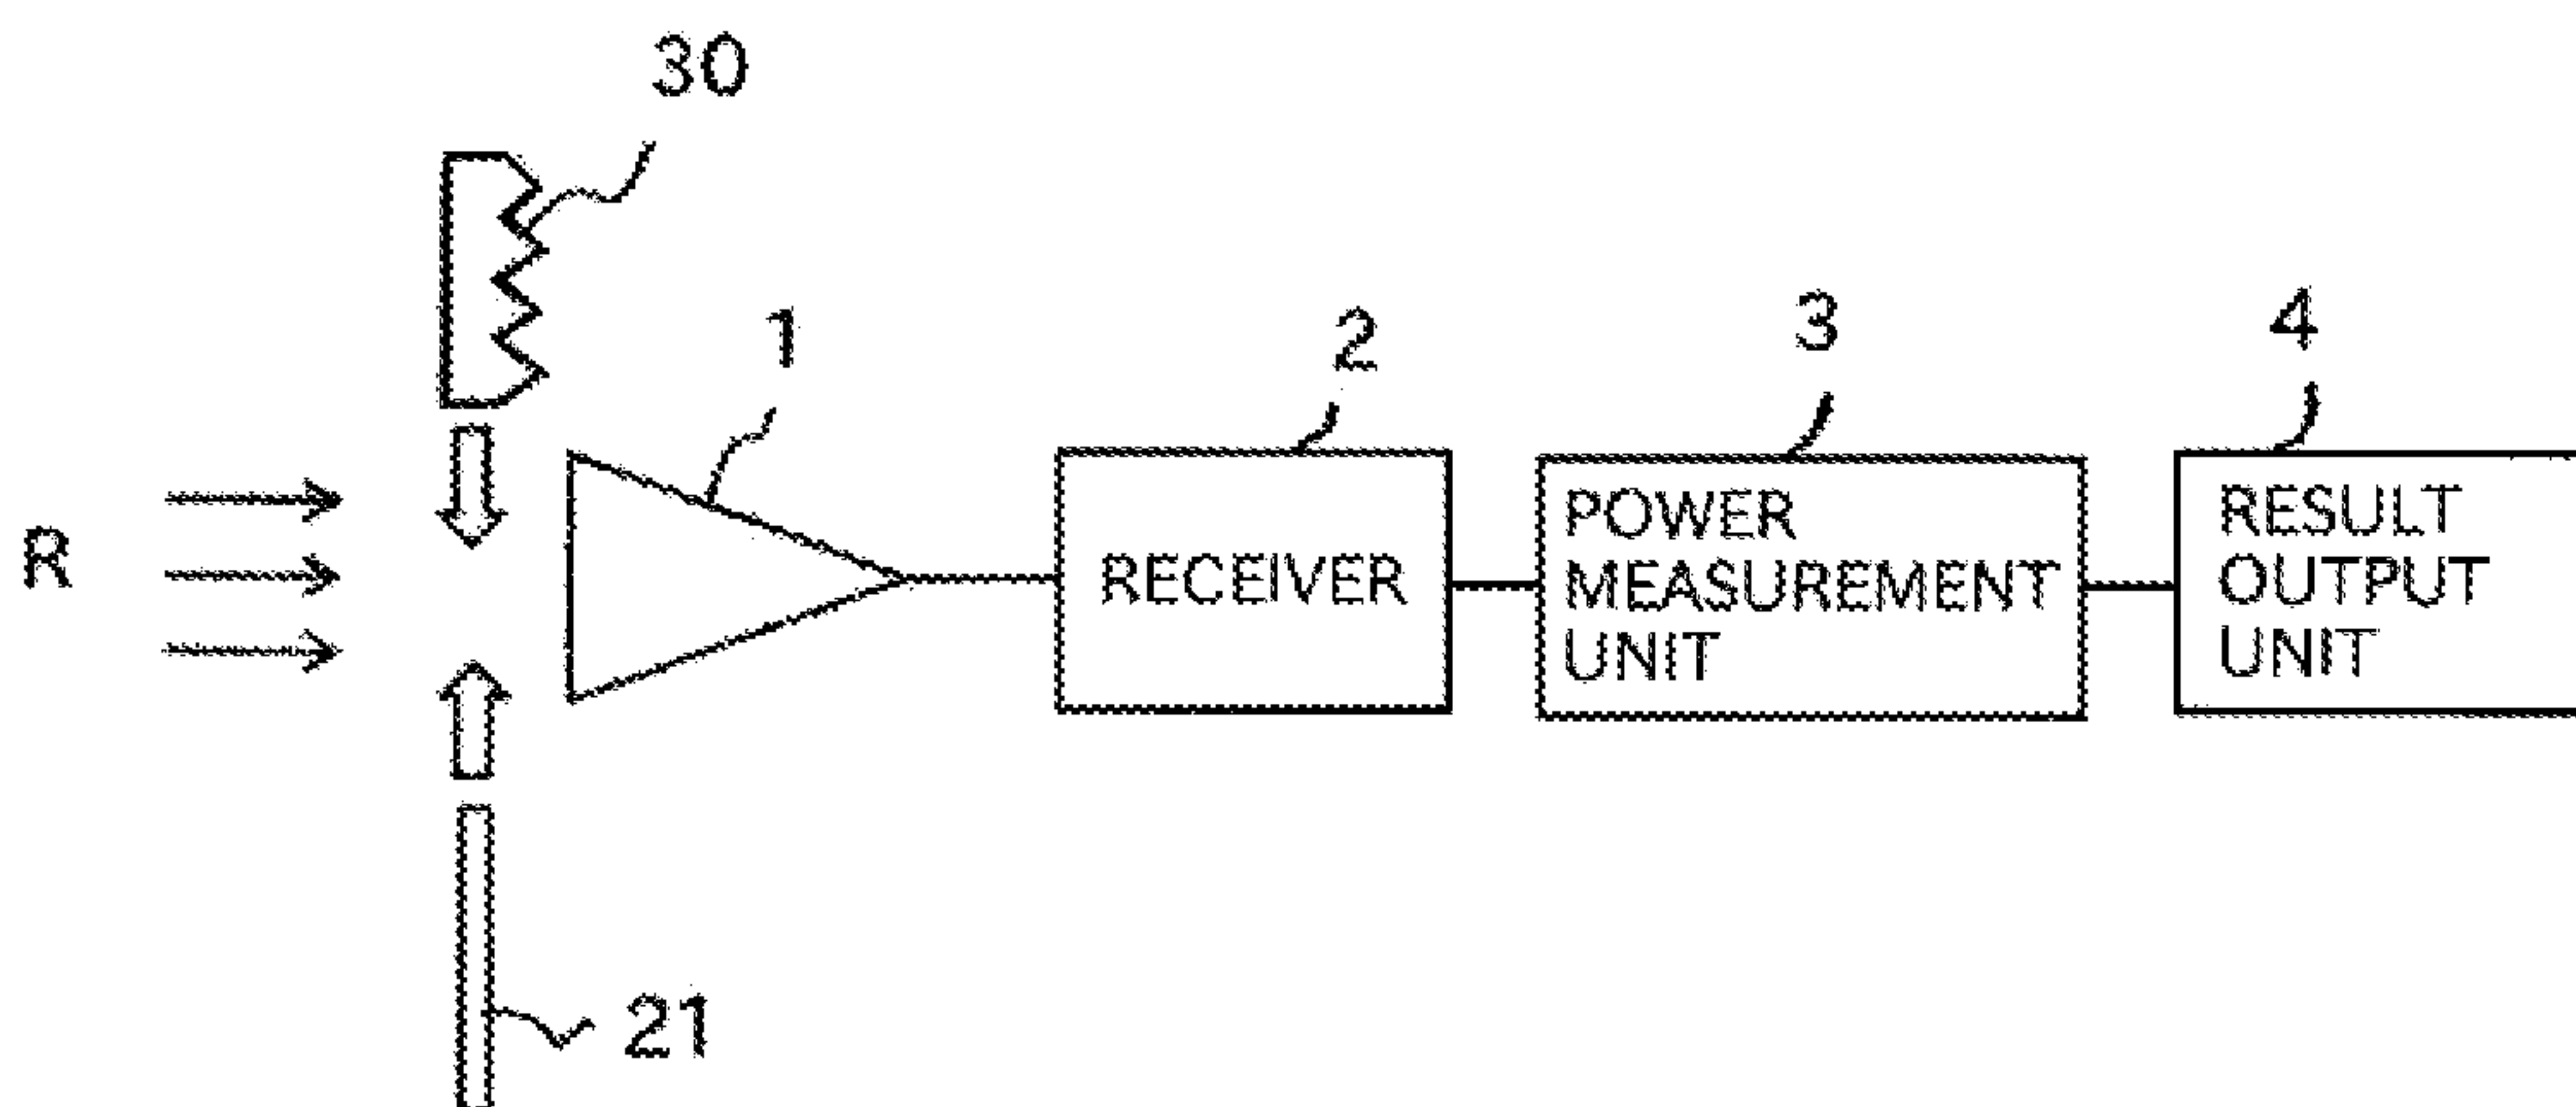 30
1
2
3
4
R
RECEIVER
POWER
MEASUREMENT
UNIT
RESULT
OUTPUT
UNIT
21